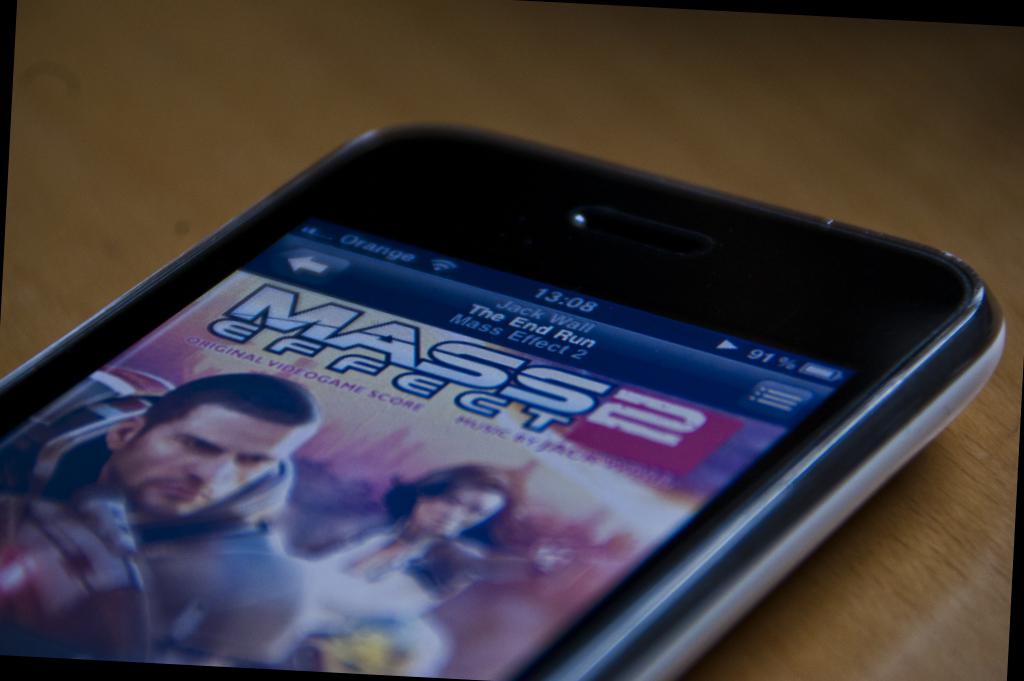 Orange
13:08
91 %
Jack Wall
The End Run
Mass Effect 2
MASS
EFFECT 2
ORIGINAL VIDEOGAME SCORE
MUSIC BY JACK WALL